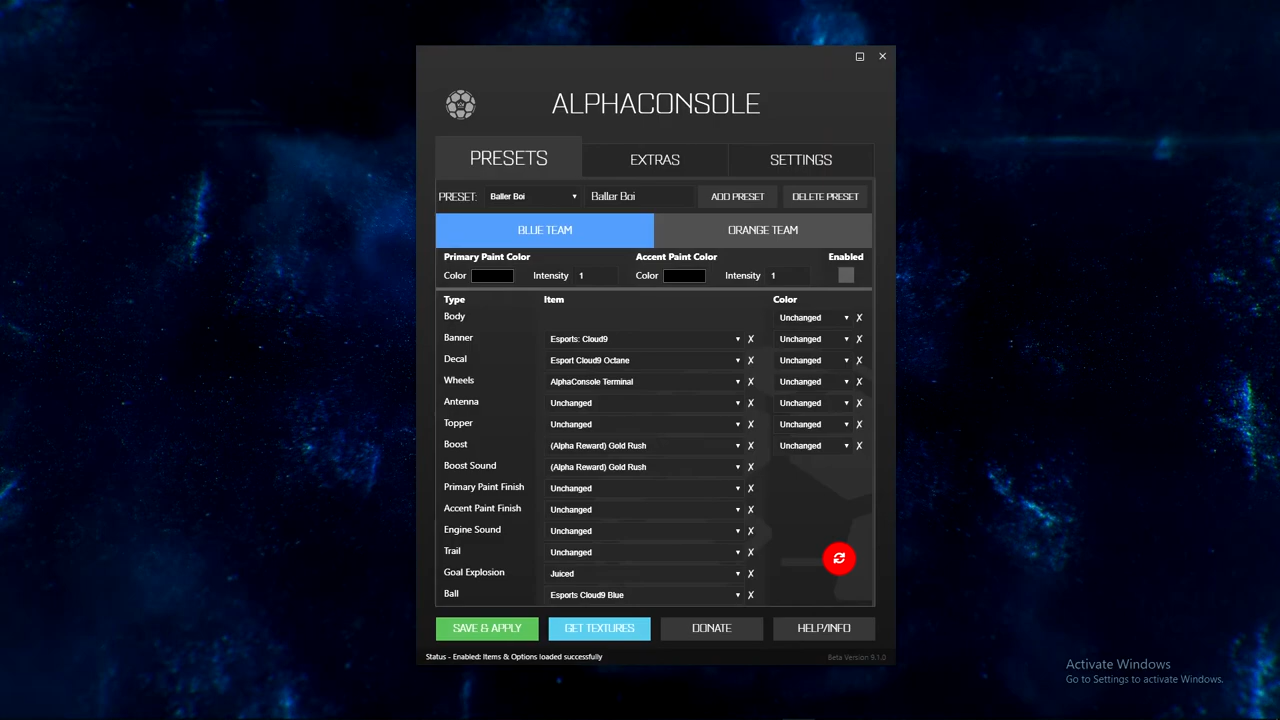 ALPHACONSOLE
PRESETS EXTRAS SETTINGS
PRESET: Baller Boi Baller Boi ADD PRESET DELETE PRESET
BLUE TEAM ORANGE TEAM
Primary Paint Color Accent Paint Color Enabled
Color Intensity 1 Color Intensity 1
Type Item Color
Body Unchanged X
Banner Esports: Cloud9 X Unchanged X
Decal Esport Cloud9 Octane X Unchanged X
Wheels AlphaConsole Terminal X Unchanged X
Antenna Unchanged X Unchanged X
Topper Unchanged X Unchanged X
Boost (Alpha Reward) Gold Rush X Unchanged X
Boost Sound (Alpha Reward) Gold Rush X
Primary Paint Finish Unchanged X
Accent Paint Finish Unchanged X
Engine Sound Unchanged X
Trail Unchanged X
Goal Explosion Juiced X
Ball Esports Cloud9 Blue X
SAVE & APPLY GET TEXTURES DONATE HELP/INFO
Status - Enabled: Items & Options loaded successfully Beta Version 9.1.0
Activate Windows
Go to Settings to activate Windows.